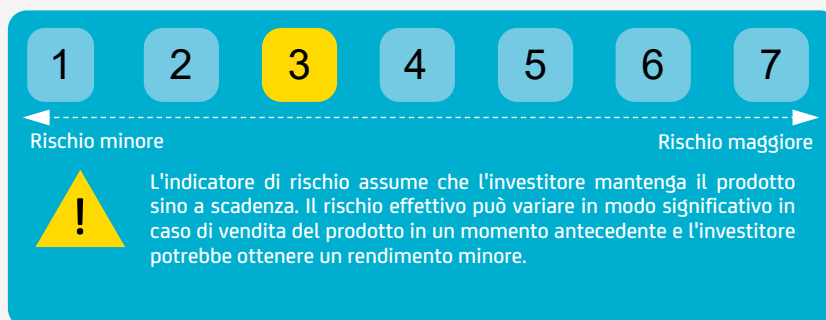 1 2 3 4 5 6 7
Rischio minore Rischio maggiore
L'indicatore di rischio assume che l'investitore mantenga il prodotto
sino a scadenza. Il rischio effettivo può variare in modo significativo in
caso di vendita del prodotto in un momento antecedente e l'investitore
potrebbe ottenere un rendimento minore.
!